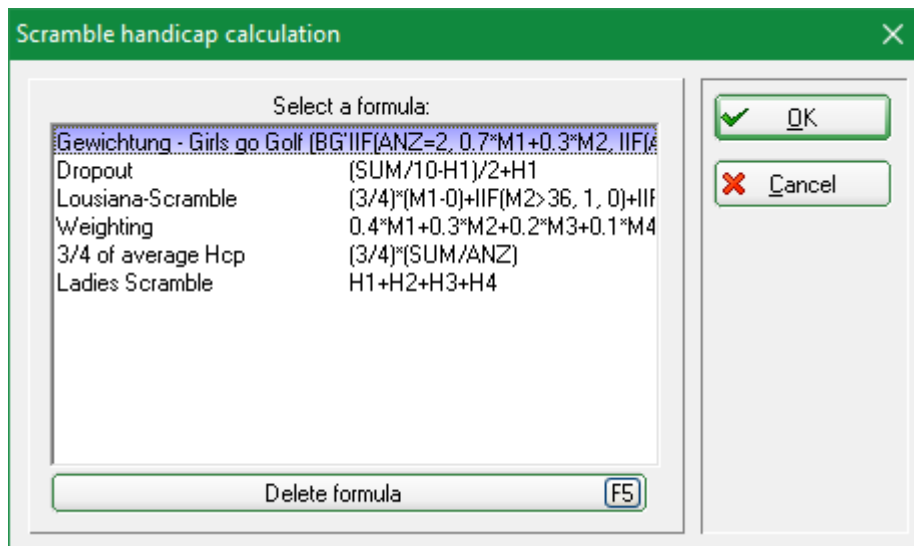 Scramble handicap calculation
Select a formula:
Gewichtung - Girls go Golf (BG'IIF(ANZ=2, 0.7*M1+0.3*M2, IIF(A
Dropout (SUM/10-H1)/2+H1
Lousiana-Scramble (3/4)*(M1-0)+IIF(M2>36, 1, 0)+IIF
Weighting 0.4*M1+0.3*M2+0.2*M3+0.1*M4
3/4 of average Hcp (3/4)*(SUM/ANZ)
Ladies Scramble H1+H2+H3+H4
Delete formula F5
OK
Cancel